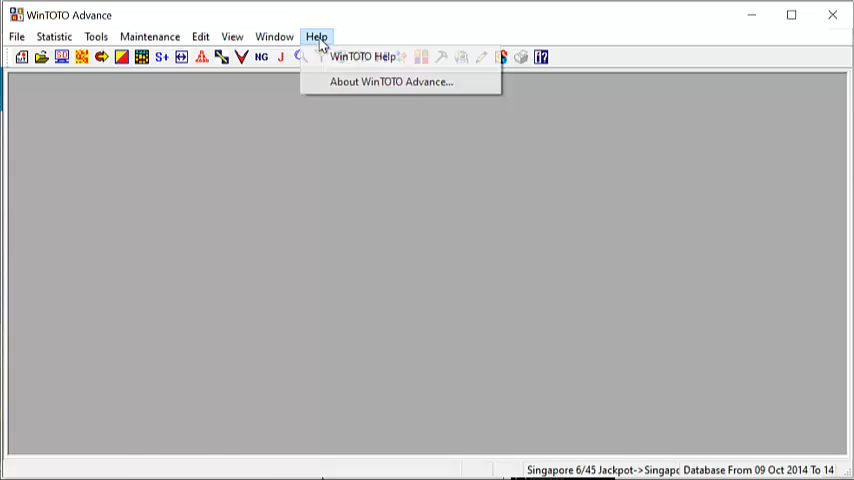 WinTOTO Advance
File Statistic Tools Maintenance Edit View Window Help
S+ NG J
WinTOTO Help
About WinTOTO Advance...
Singapore 6/45 Jackpot->Singapc Database From 09 Oct 2014 To 14